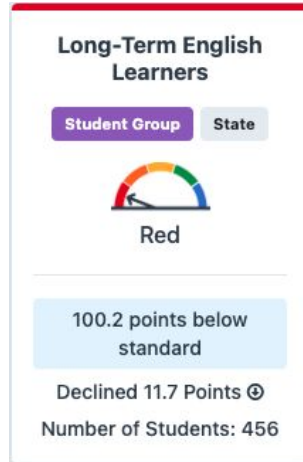 Long-Term English
Learners
Student Group State
Red
100.2 points below
standard
Declined 11.7 Points
Number of Students: 456